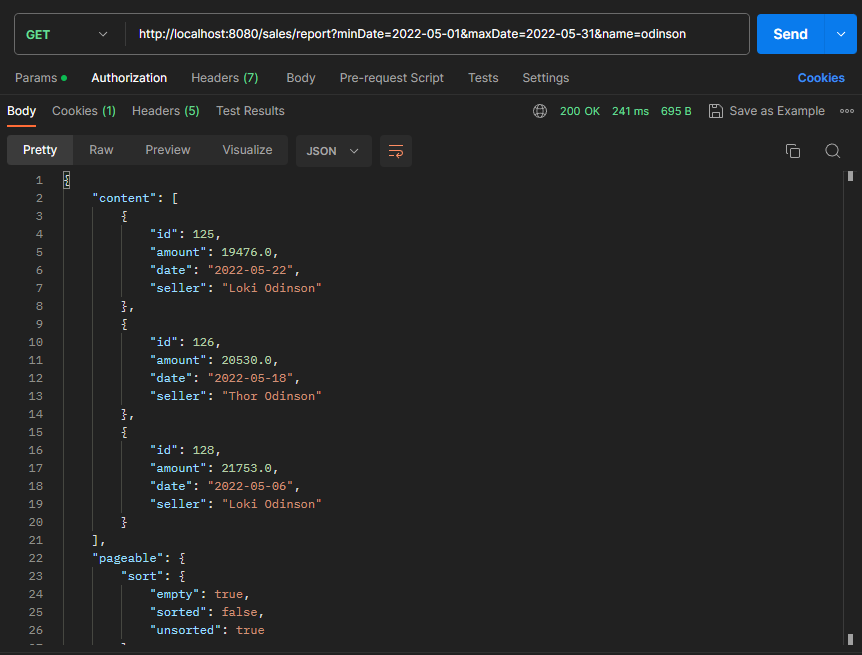 GET http://localhost:8080/sales/report?minDate=2022-05-01&maxDate=2022-05-31&name=odinson Send
Params Authorization Headers (7) Body Pre-request Script Tests Settings Cookies
Body Cookies (1) Headers (5) Test Results 200 OK 241 ms 695 B Save as Example
Pretty Raw Preview Visualize JSON
1 {
2 "content": [
3 {
4 "id": 125,
5 "amount": 19476.0,
6 "date": "2022-05-22",
7 "seller": "Loki Odinson"
8 },
9 {
10 "id": 126,
11 "amount": 20530.0,
12 "date": "2022-05-18",
13 "seller": "Thor Odinson"
14 },
15 {
16 "id": 128,
17 "amount": 21753.0,
18 "date": "2022-05-06",
19 "seller": "Loki Odinson"
20 }
21 ],
22 "pageable": {
23 "sort": {
24 "empty": true,
25 "sorted": false,
26 "unsorted": true